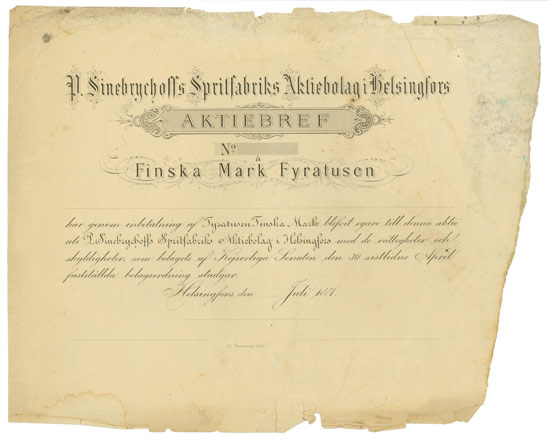 P. Sinebrychoffs Spritfabriks Aktiebolag i Helsingfors
AKTIEBREF
No
à
Finska Mark Fyratusen
har genom inbetalning af Fyratusen Finska Mark blifvit egare till denna aktie
uti P. Sinebrychoffs Spritfabriks Aktiebolag i Helsingfors med de rättigheter och
skyldigheter, som bolagets af Kejserliga Senaten den 30 sistlidne April
fastställda bolagsordning stadgar.
Helsingfors, den Juli